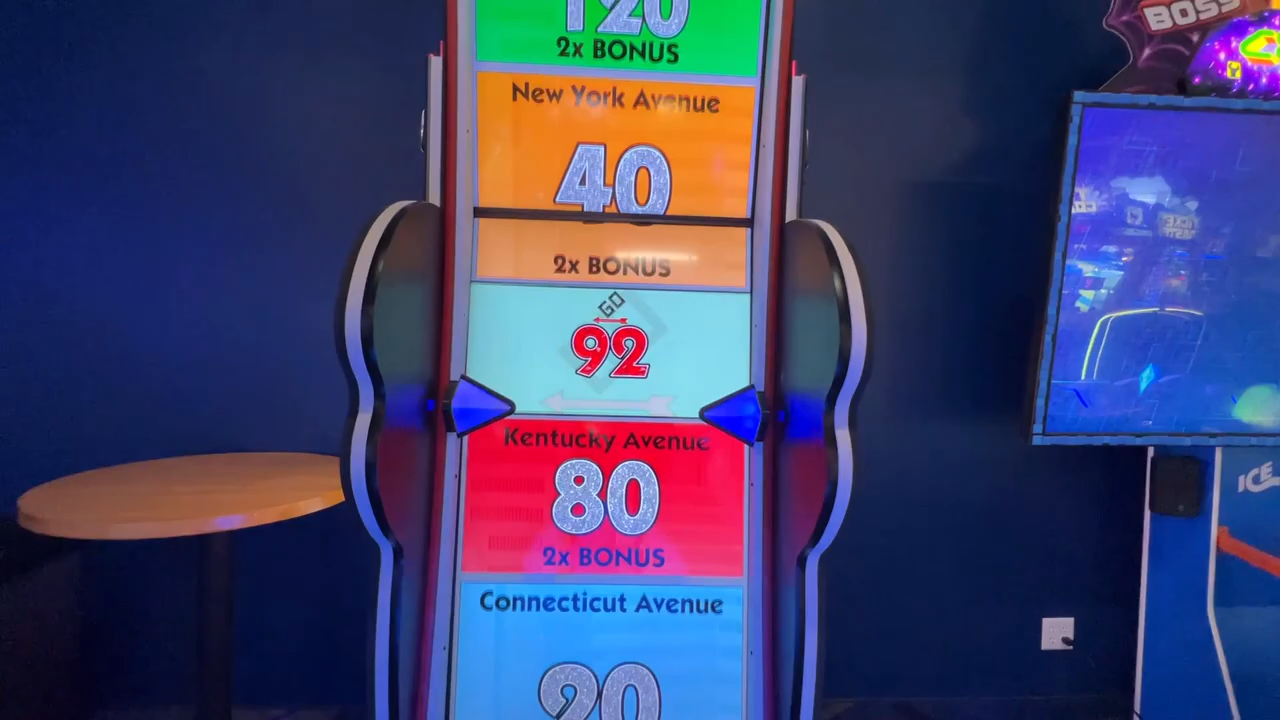 120
2x BONUS
New York Avenue
40
2x BONUS
GO
92
Kentucky Avenue
80
2x BONUS
Connecticut Avenue
90
BOSS
ICE